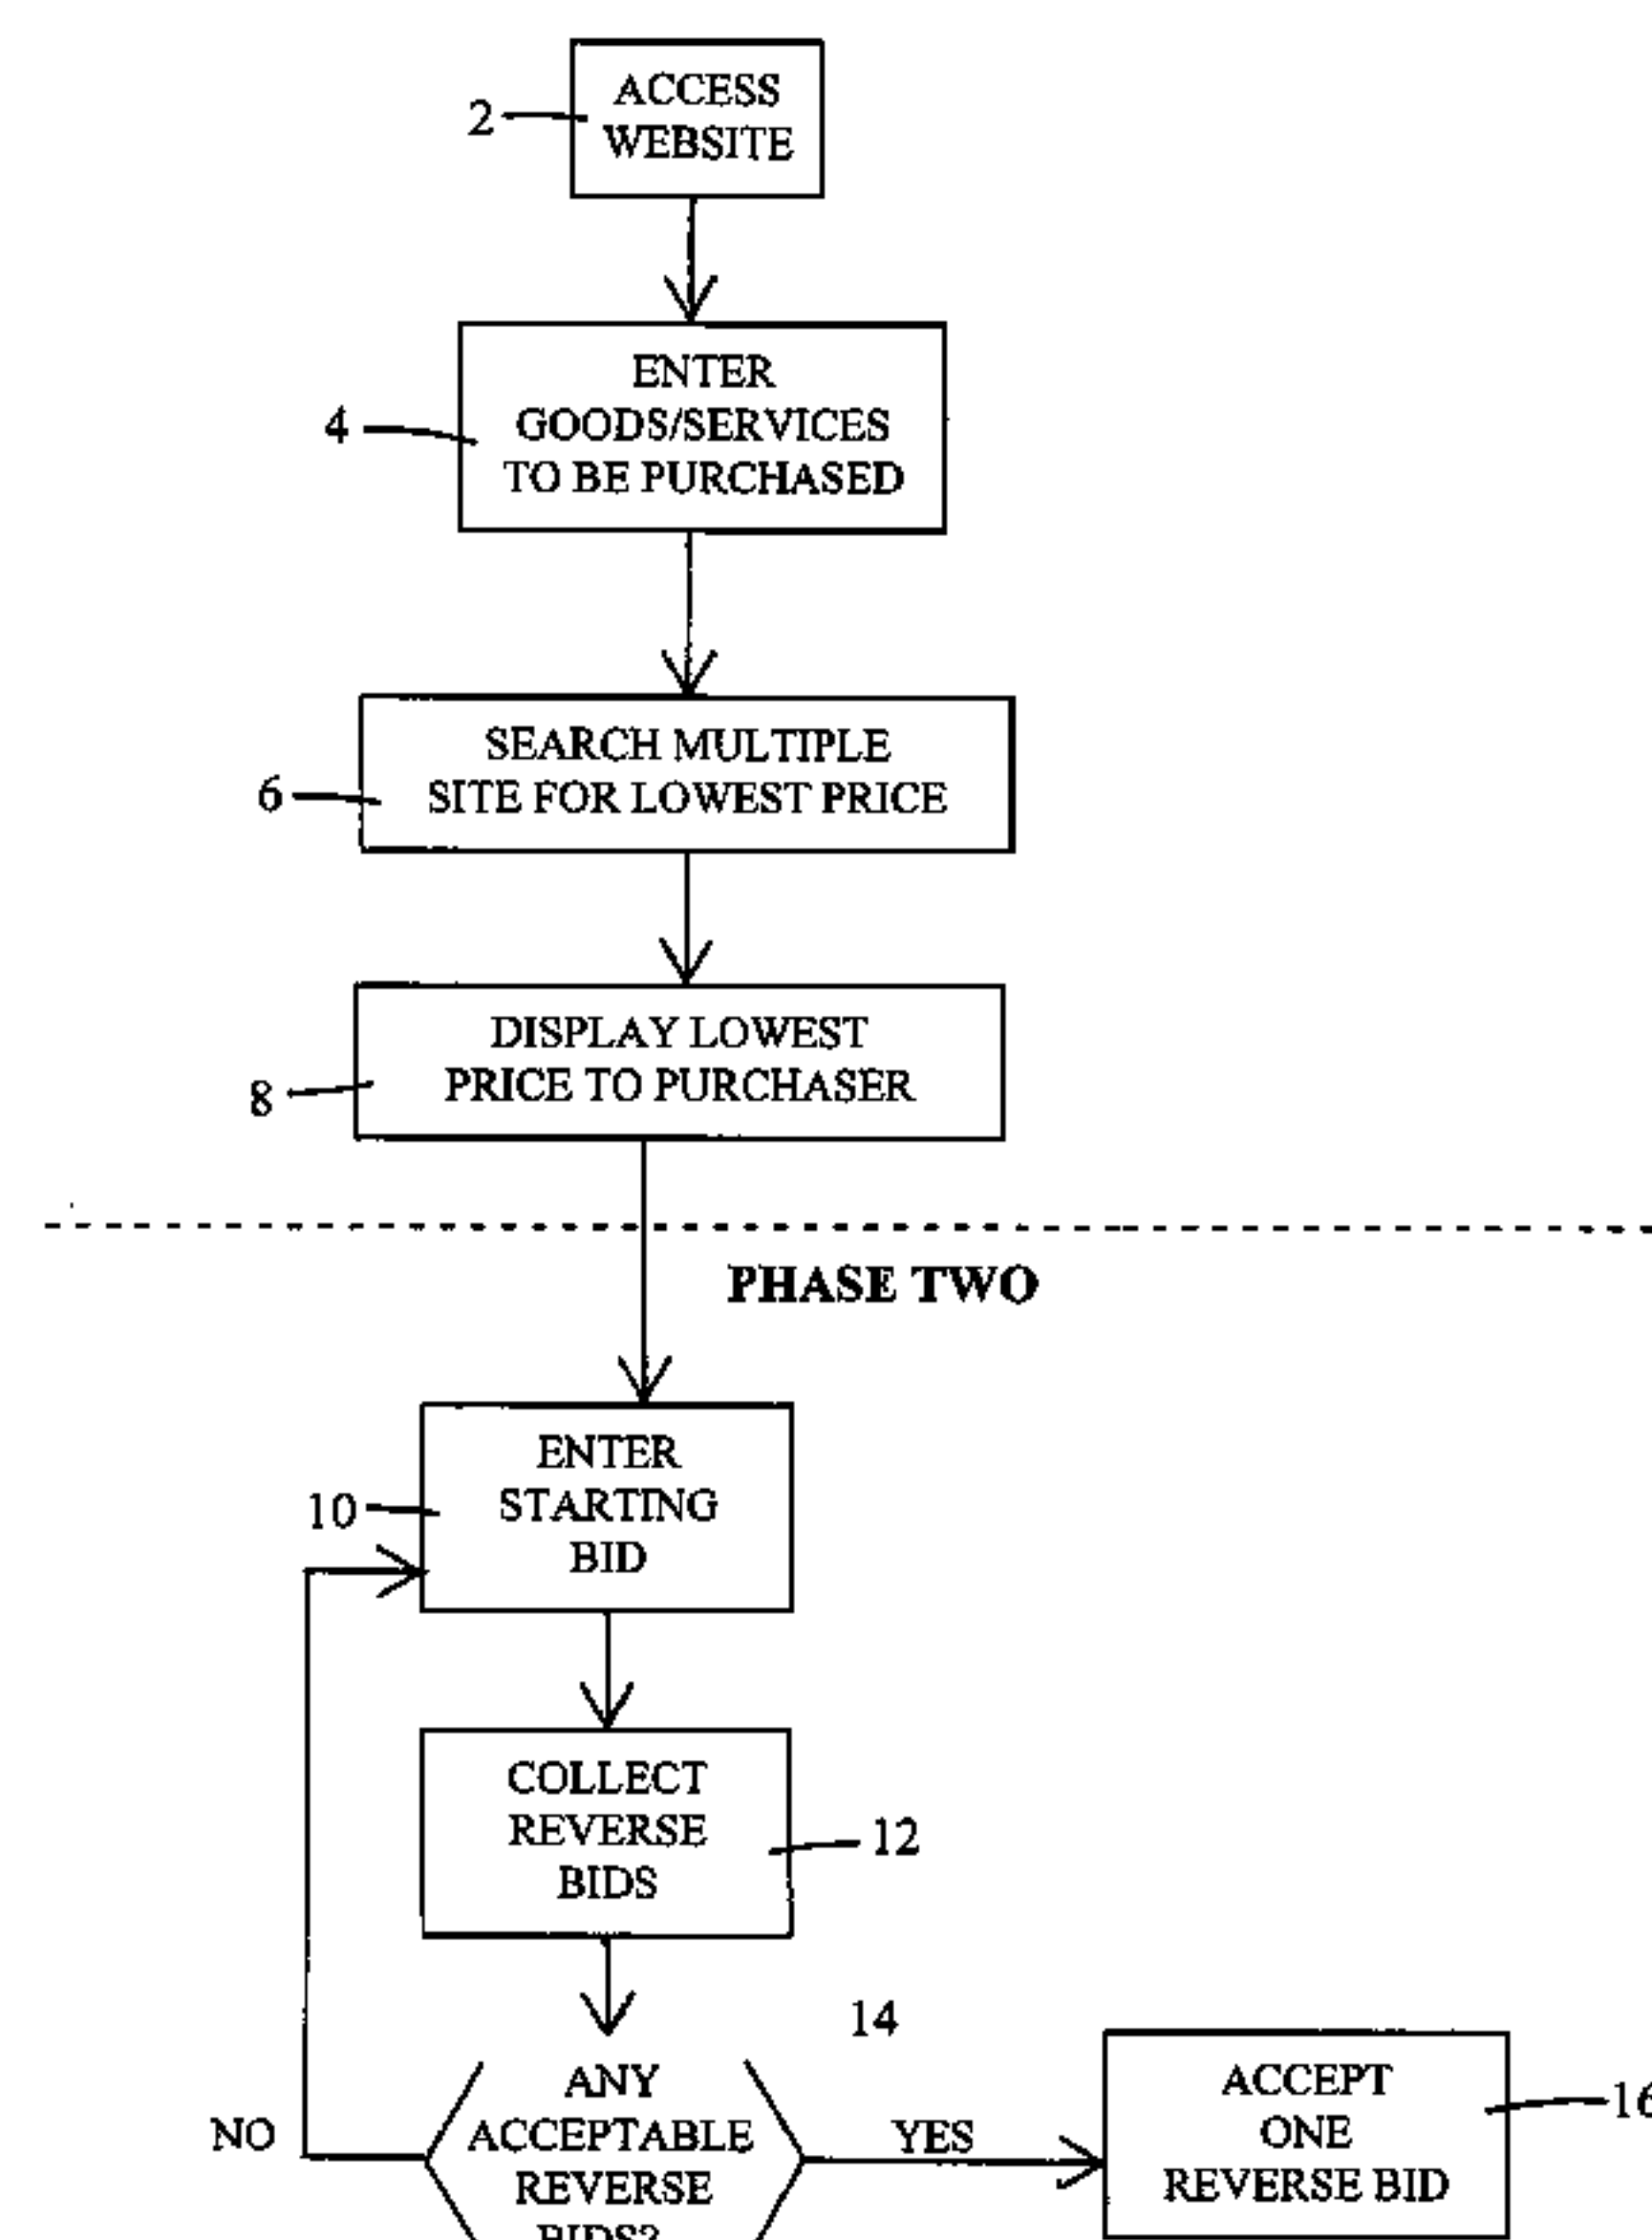 ACCESS
WEBSITE
2
ENTER
GOODS/SERVICES
TO BE PURCHASED
4
SEARCH MULTIPLE
SITE FOR LOWEST PRICE
6
DISPLAY LOWEST
PRICE TO PURCHASER
8
PHASE TWO
ENTER
STARTING
BID
10
COLLECT
REVERSE
BIDS
12
14
ANY
ACCEPTABLE
REVERSE
BIDS?
NO
YES
ACCEPT
ONE
REVERSE BID
16